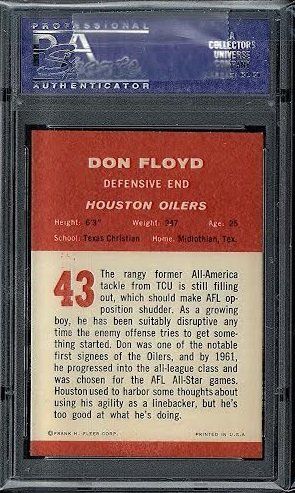 PROFESSIONAL
Sports
AUTHENTICATOR
COLLECTORS
UNIVERSE
DON FLOYD
DEFENSIVE END
HOUSTON OILERS
Height: 6'3" Weight: 247 Age: 25
School: Texas Christian Home: Midlothian, Tex.
43
The rangy former All-America
tackle from TCU is still filling
out, which should make AFL op-
position shudder. As a growing
boy, he has been suitably disruptive any
time the enemy offense tries to get some-
thing started. Don was one of the notable
first signees of the Oilers, and by 1961,
he progressed into the all-league class and
was chosen for the AFL All-Star games.
Houston used to harbor some thoughts about
using his agility as a linebacker, but he's
too good at what he's doing.
©FRANK H. FLEER CORP. PRINTED IN U.S.A